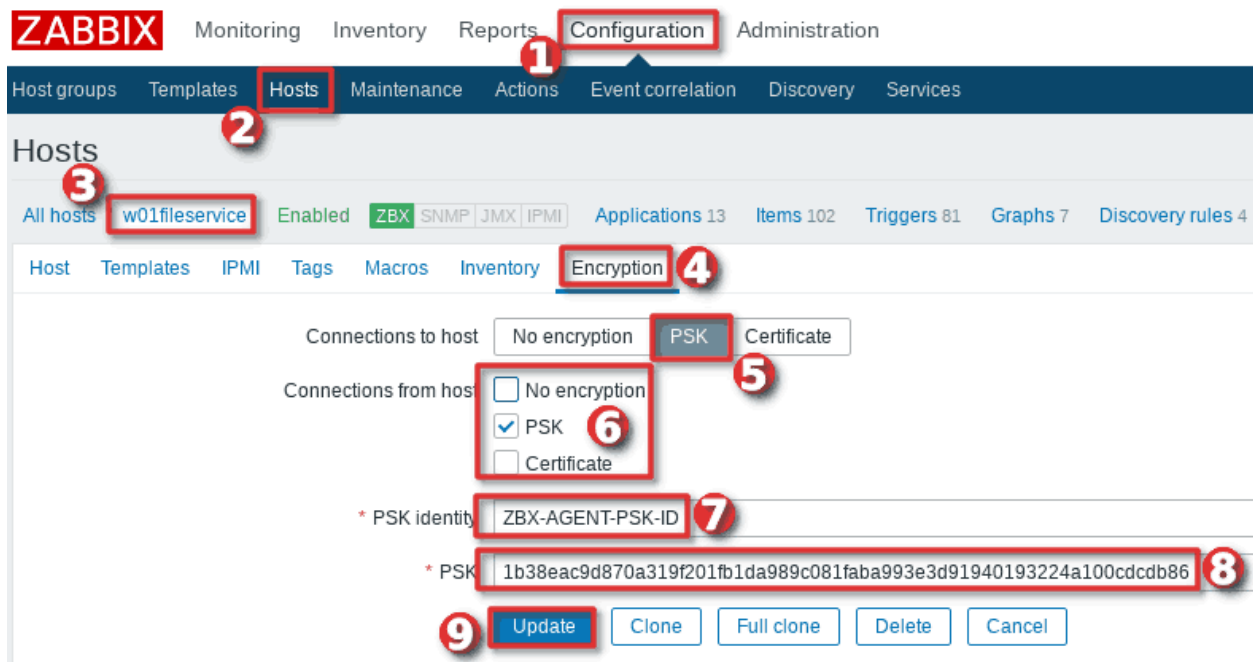 ZABBIX Monitoring Inventory Reports Configuration Administration
1
Host groups Templates Hosts Maintenance Actions Event correlation Discovery Services
2
Hosts
3
All hosts w01fileservice Enabled ZBX SNMP JMX IPMI Applications 13 Items 102 Triggers 81 Graphs 7 Discovery rules 4
Host Templates IPMI Tags Macros Inventory Encryption 4
Connections to host No encryption PSK Certificate
5
Connections from host No encryption
PSK 6
Certificate
* PSK identity ZBX-AGENT-PSK-ID 7
* PSK 1b38eac9d870a319f201fb1da989c081faba993e3d91940193224a100cdcdb86 8
9 Update Clone Full clone Delete Cancel